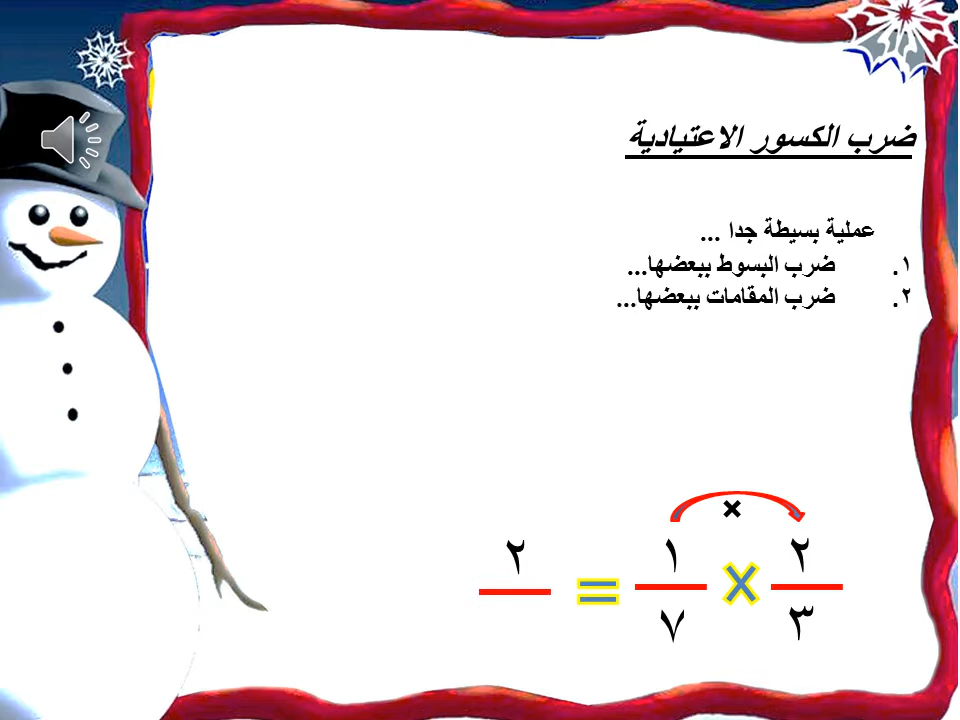 ضرب الكسور الاعتيادية
عملية بسيطة جدا ...
١. ضرب البسوط ببعضها...
٢. ضرب المقامات ببعضها...
×
٢ × ١ = ٢
٣ ٧